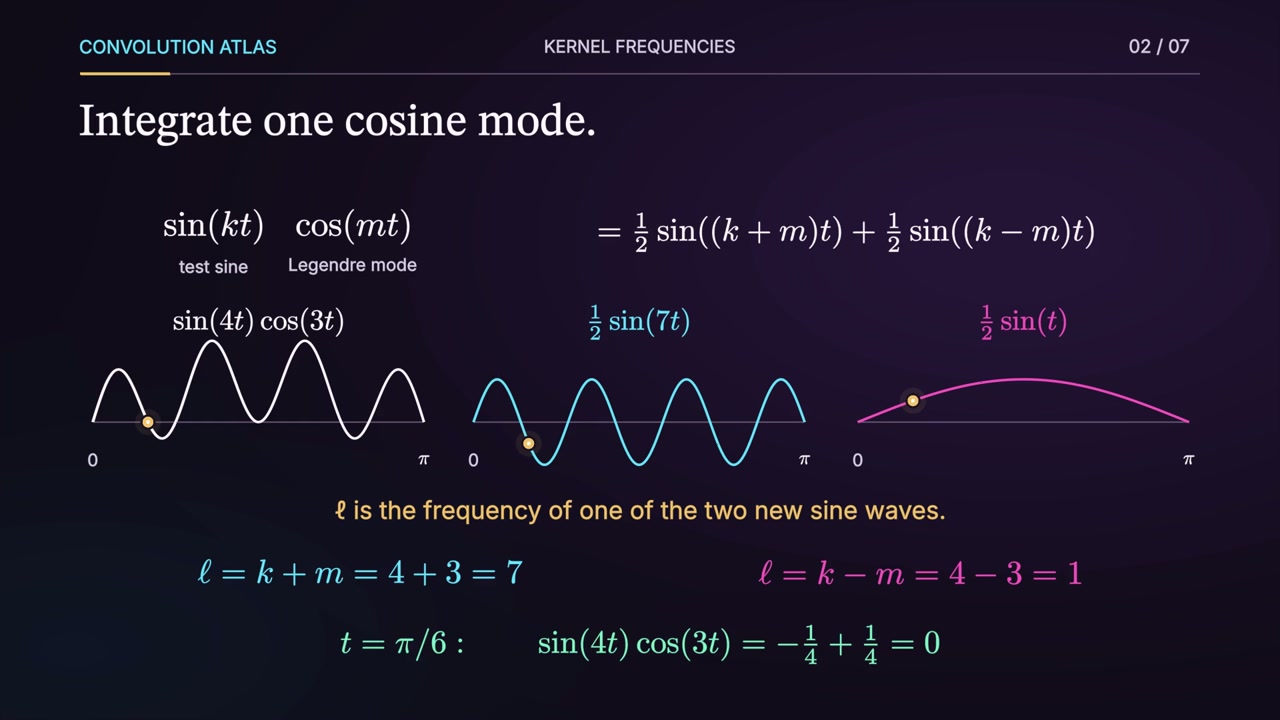 CONVOLUTION ATLAS KERNEL FREQUENCIES 02 / 07
Integrate one cosine mode.
sin(kt) cos(mt) = 1/2 sin((k + m)t) + 1/2 sin((k − m)t)
test sine Legendre mode
sin(4t) cos(3t) 1/2 sin(7t) 1/2 sin(t)
0 π 0 π 0 π
ℓ is the frequency of one of the two new sine waves.
ℓ = k + m = 4 + 3 = 7 ℓ = k − m = 4 − 3 = 1
t = π/6 : sin(4t) cos(3t) = −1/4 + 1/4 = 0